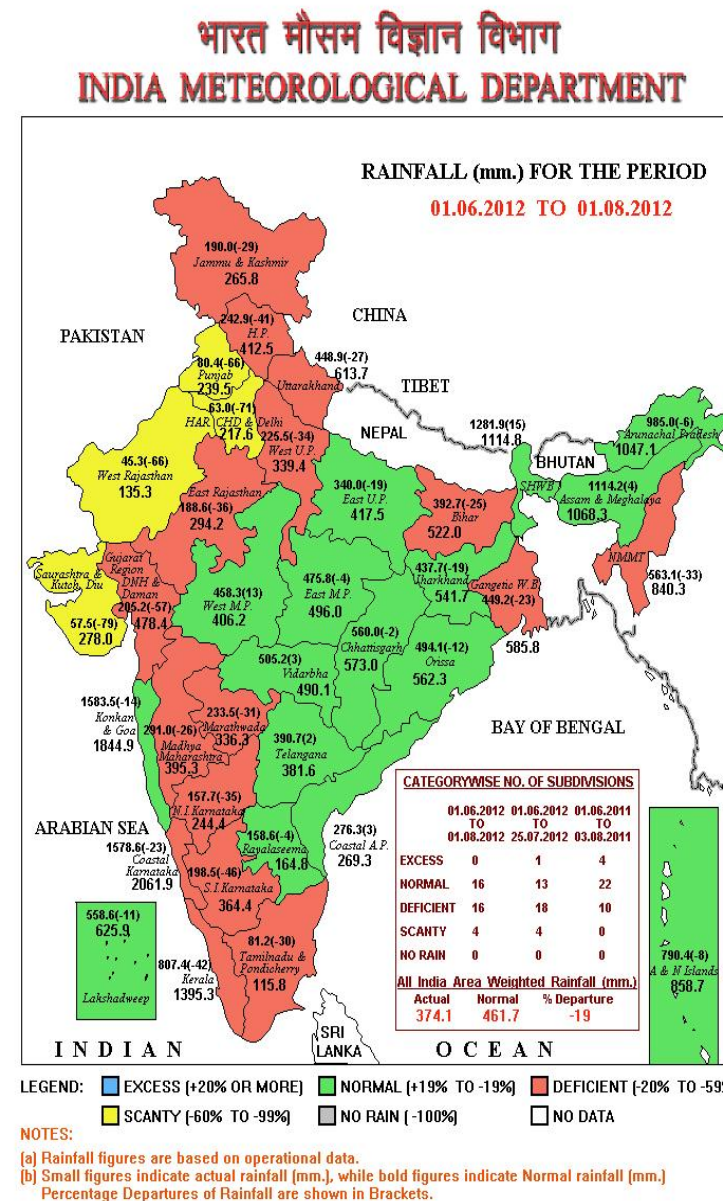 भारत मौसम विज्ञान विभाग
INDIA METEOROLOGICAL DEPARTMENT
RAINFALL (mm.) FOR THE PERIOD
01.06.2012 TO 01.08.2012
190.0(-29)
Jammu & Kashmir
265.8
CHINA
242.9(-41)
H.P.
412.5
PAKISTAN
80.4(-66)
Punjab
239.5
448.9(-27)
613.7
Uttarakhand
TIBET
63.0(-71)
HAR. CHD & Delhi
217.6
225.5(-34)
West U.P.
339.4
NEPAL
1281.9(15)
1114.8
SHWB
BHUTAN
985.0(-6)
Arunachal Pradesh
1047.1
45.3(-66)
West Rajasthan
135.3
East Rajasthan
188.6(-36)
294.2
340.0(-19)
East U.P.
417.5
392.7(-25)
Bihar
522.0
1114.2(4)
Assam & Meghalaya
1068.3
NMMT
563.1(-33)
840.3
Saurashtra &
Kutch, Diu
57.5(-79)
278.0
Gujarat
Region
DNH &
Daman
205.2(-57)
478.4
458.3(13)
West M.P.
406.2
475.8(-4)
East M.P.
496.0
437.7(-19)
Jharkhand
541.7
Gangetic W.B.
449.2(-23)
585.8
560.0(-2)
Chhattisgarh
573.0
494.1(-12)
Orissa
562.3
505.2(3)
Vidarbha
490.1
1583.5(-14)
Konkan
& Goa
1844.9
291.0(-26)
Madhya
Maharashtra
395.3
233.5(-31)
Marathwada
336.3
390.7(2)
Telangana
381.6
BAY OF BENGAL
157.7(-35)
N.I.Karnataka
244.4
ARABIAN SEA
1578.6(-23)
Coastal
Karnataka
2061.9
158.6(-4)
Rayalaseema
164.8
276.3(3)
Coastal A.P.
269.3
198.5(-46)
S.I.Karnataka
364.4
558.6(-11)
625.9
Lakshadweep
807.4(-42)
Kerala
1395.3
81.2(-30)
Tamilnadu &
Pondicherry
115.8
790.4(-8)
A & N Islands
858.7
CATEGORYWISE NO. OF SUBDIVISIONS
01.06.2012 01.06.2012 01.06.2011
TO TO TO
01.08.2012 25.07.2012 03.08.2011
EXCESS 0 1 4
NORMAL 16 13 22
DEFICIENT 16 18 10
SCANTY 4 4 0
NO RAIN 0 0 0
All India Area Weighted Rainfall (mm.)
Actual Normal % Departure
374.1 461.7 -19
SRI
LANKA
INDIAN OCEAN
LEGEND: EXCESS (+20% OR MORE) NORMAL (+19% TO -19%) DEFICIENT (-20% TO -59%
SCANTY (-60% TO -99%) NO RAIN (-100%) NO DATA
NOTES:
(a) Rainfall figures are based on operational data.
(b) Small figures indicate actual rainfall (mm.), while bold figures indicate Normal rainfall (mm.)
Percentage Departures of Rainfall are shown in Brackets.